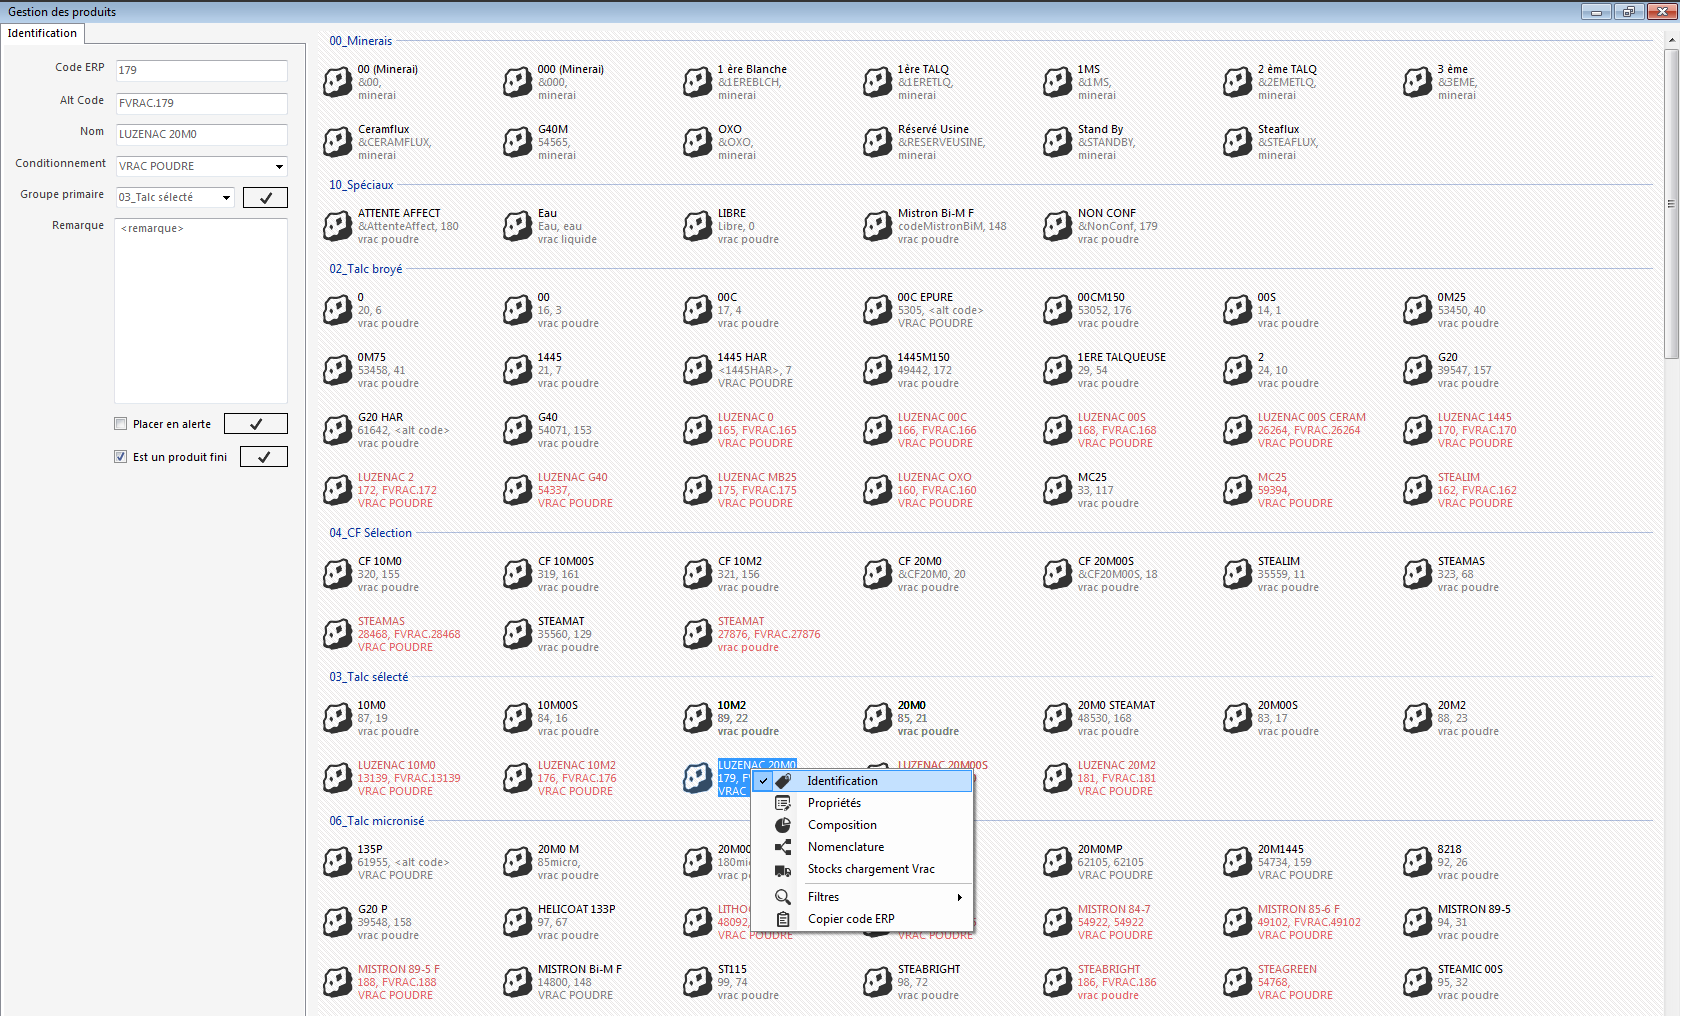 Gestion des produits
Identification
Code ERP 179
Alt Code FVRAC.179
Nom LUZENAC 20M0
Conditionnement VRAC POUDRE
Groupe primaire 03_Talc sélecté
Remarque <remarque>
Placer en alerte
Est un produit fini
00_Minerais
00 (Minerai) 000 (Minerai) 1 ère Blanche 1ère TALQ 1MS 2 ème TALQ 3 ème
&00, &000, &1EREBLCH, &1ERETLQ, &1MS, &2EMETLQ, &3EME,
minerai minerai minerai minerai minerai minerai minerai
Ceramflux G40M OXO Réservé Usine Stand By Steaflux
&CERAMFLUX, 54565, &OXO, &RESERVEUSINE, &STANDBY, &STEAFLUX,
minerai minerai minerai minerai minerai minerai
10_Spéciaux
ATTENTE AFFECT Eau LIBRE Mistron Bi-M F NON CONF
&AttenteAffect, 180 Eau, eau Libre, 0 codeMistronBiM, 148 &NonConf, 179
vrac poudre vrac liquide vrac poudre vrac poudre vrac poudre
02_Talc broyé
0 00 00C 00C EPURE 00CM150 00S 0M25
20, 6 16, 3 17, 4 5305, <alt code> 53052, 176 14, 1 53450, 40
vrac poudre vrac poudre vrac poudre VRAC POUDRE vrac poudre vrac poudre vrac poudre
0M75 1445 1445 HAR 1445M150 1ERE TALQUEUSE 2 G20
53458, 41 21, 7 <1445HAR>, 7 49442, 172 29, 54 24, 10 39547, 157
vrac poudre vrac poudre VRAC POUDRE vrac poudre vrac poudre vrac poudre vrac poudre
G20 HAR G40 LUZENAC 0 LUZENAC 00C LUZENAC 00S LUZENAC 00S CERAM LUZENAC 1445
61642, <alt code> 54071, 153 165, FVRAC.165 166, FVRAC.166 168, FVRAC.168 26264, FVRAC.26264 170, FVRAC.170
vrac poudre vrac poudre VRAC POUDRE VRAC POUDRE VRAC POUDRE VRAC POUDRE VRAC POUDRE
LUZENAC 2 LUZENAC G40 LUZENAC MB25 LUZENAC OXO MC25 MC25 STEALIM
172, FVRAC.172 54337, 175, FVRAC.175 160, FVRAC.160 33, 117 59394, 162, FVRAC.162
VRAC POUDRE VRAC POUDRE VRAC POUDRE VRAC POUDRE vrac poudre VRAC POUDRE VRAC POUDRE
04_CF Sélection
CF 10M0 CF 10M00S CF 10M2 CF 20M0 CF 20M00S STEALIM STEAMAS
320, 155 319, 161 321, 156 &CF20M0, 20 &CF20M00S, 18 35559, 11 323, 68
vrac poudre vrac poudre vrac poudre vrac poudre vrac poudre vrac poudre vrac poudre
STEAMAS STEAMAT STEAMAT
28468, FVRAC.28468 35560, 129 27876, FVRAC.27876
VRAC POUDRE vrac poudre vrac poudre
03_Talc sélecté
10M0 10M00S 10M2 20M0 20M0 STEAMAT 20M00S 20M2
87, 19 84, 16 89, 22 85, 21 48530, 168 83, 17 88, 23
vrac poudre vrac poudre vrac poudre vrac poudre vrac poudre vrac poudre vrac poudre
LUZENAC 10M0 LUZENAC 10M2 LUZENAC 20M0 LUZENAC 20M00S LUZENAC 20M2
13139, FVRAC.13139 176, FVRAC.176 179, 181, FVRAC.181
VRAC POUDRE VRAC POUDRE VRAC VRAC POUDRE
Identification
Propriétés
Composition
Nomenclature
Stocks chargement Vrac
Filtres
Copier code ERP
06_Talc micronisé
135P 20M0 M 20M0MP 20M1445 8218
61955, <alt code> 85micro, 62105, 62105 54734, 159 92, 26
VRAC POUDRE vrac poudre vrac poudre VRAC POUDRE vrac poudre vrac poudre
G20 P HELICOAT 133P MISTRON 84-7 MISTRON 85-6 F MISTRON 89-5
39548, 158 97, 67 48092, 54922, 54922 49102, FVRAC.49102 94, 31
vrac poudre vrac poudre VRAC POUDRE VRAC POUDRE VRAC POUDRE VRAC POUDRE vrac poudre
MISTRON 89-5 F MISTRON Bi-M F ST115 STEABRIGHT STEABRIGHT STEAGREEN STEAMIC 00S
188, FVRAC.188 14800, 148 99, 74 98, 72 186, FVRAC.186 54768, 95, 32
VRAC POUDRE VRAC POUDRE vrac poudre vrac poudre vrac poudre VRAC POUDRE vrac poudre